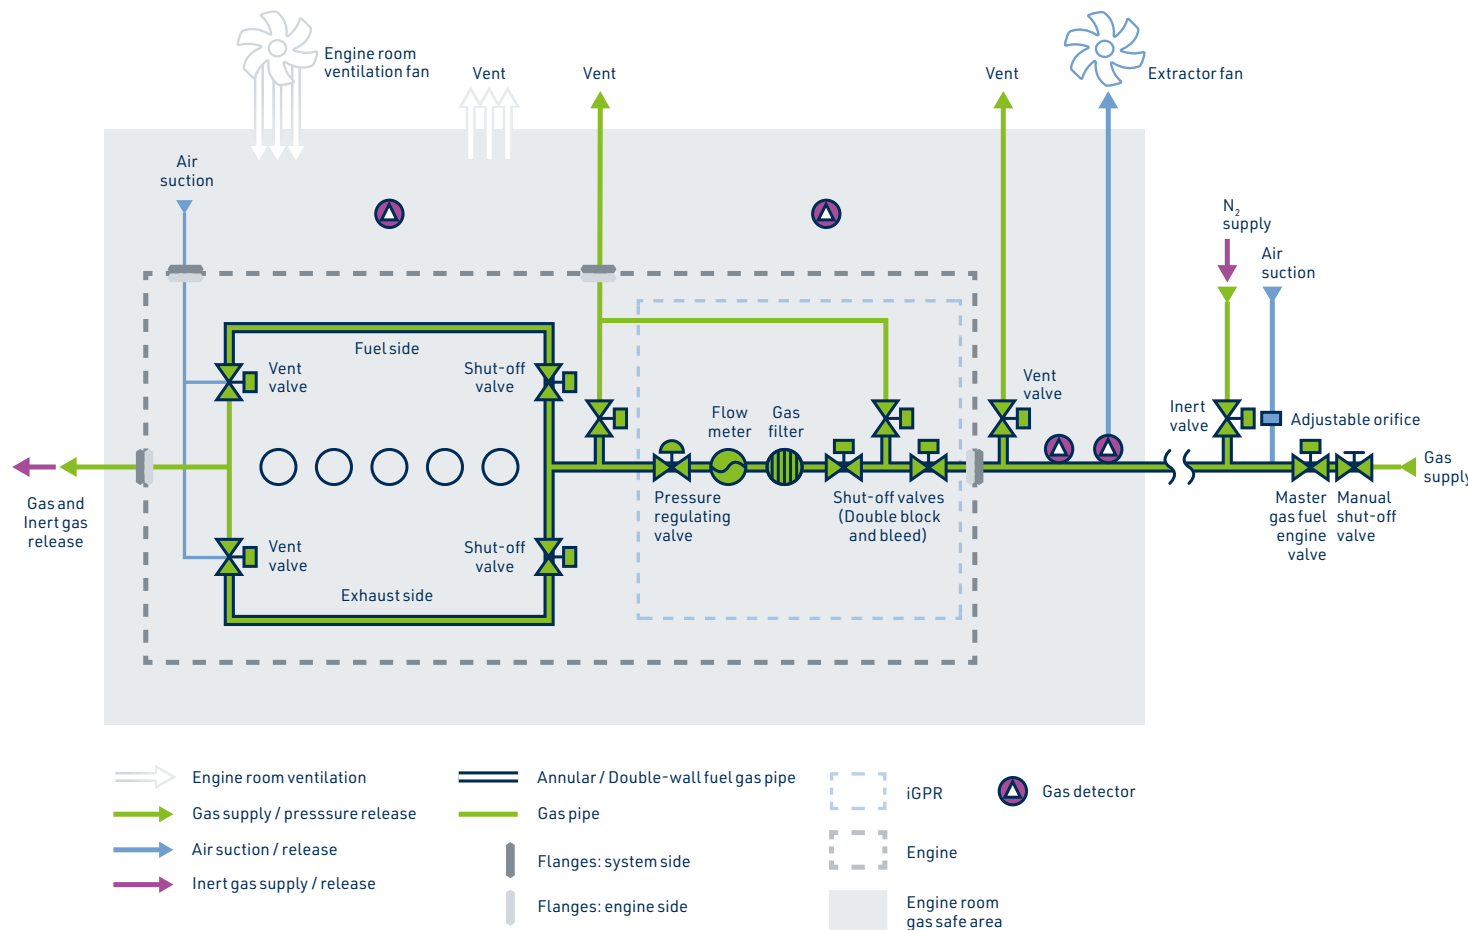 Engine room
ventilation fan
Vent
Vent
Vent
Extractor fan
Air
suction
N2
supply
Air
suction
Fuel side
Vent
valve
Shut-off
valve
Flow
meter
Gas
filter
Vent
valve
Inert
valve
Adjustable orifice
Gas
supply
Gas and
Inert gas
release
Pressure
regulating
valve
Shut-off valves
(Double block
and bleed)
Master
gas fuel
engine
valve
Manual
shut-off
valve
Vent
valve
Shut-off
valve
Exhaust side
Engine room ventilation
Gas supply / presssure release
Air suction / release
Inert gas supply / release
Annular / Double-wall fuel gas pipe
Gas pipe
Flanges: system side
Flanges: engine side
iGPR
Engine
Engine room
gas safe area
Gas detector